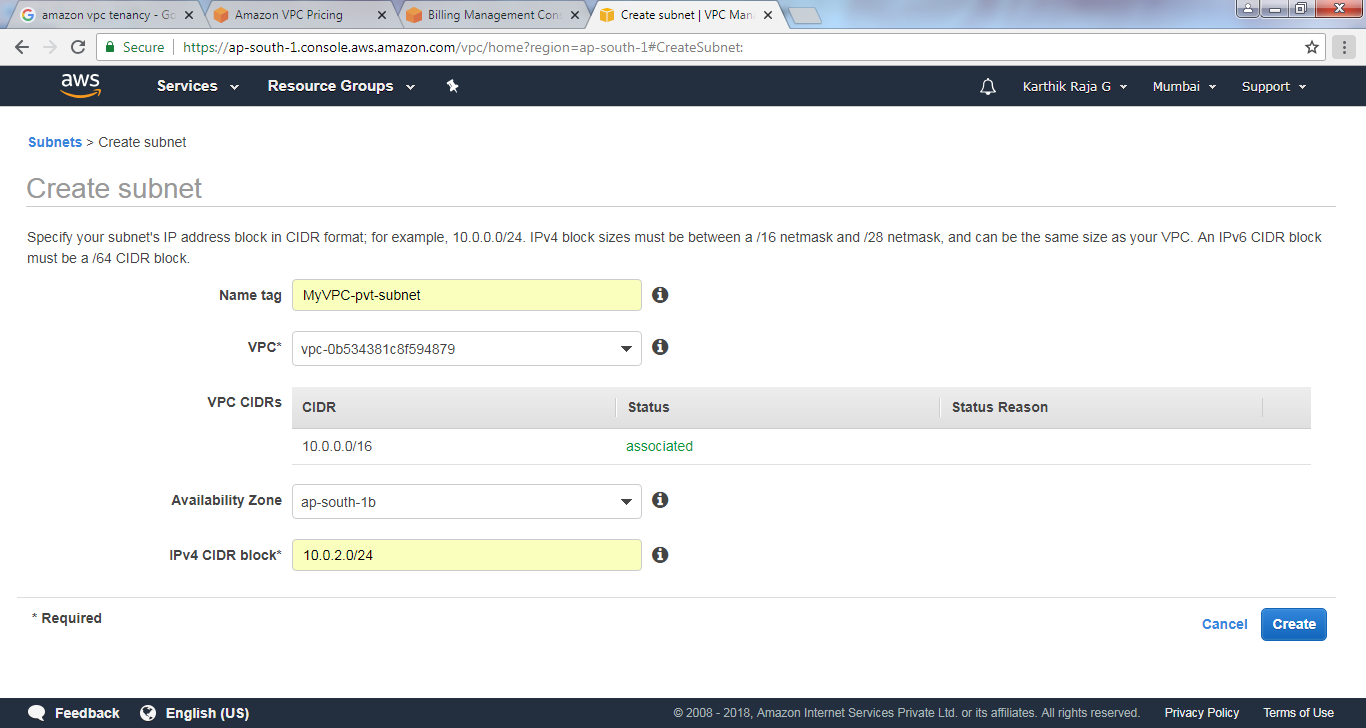 amazon vpc tenancy - Go
Amazon VPC Pricing
Billing Management Con
Create subnet | VPC Man
Secure
https://ap-south-1.console.aws.amazon.com/vpc/home?region=ap-south-1#CreateSubnet:
aws
Services
Resource Groups
Karthik Raja G
Mumbai
Support
Subnets > Create subnet
Create subnet
Specify your subnet's IP address block in CIDR format; for example, 10.0.0.0/24. IPv4 block sizes must be between a /16 netmask and /28 netmask, and can be the same size as your VPC. An IPv6 CIDR block
must be a /64 CIDR block.
Name tag
MyVPC-pvt-subnet
VPC*
vpc-0b534381c8f594879
VPC CIDRs
CIDR
Status
Status Reason
10.0.0.0/16
associated
Availability Zone
ap-south-1b
IPv4 CIDR block*
10.0.2.0/24
* Required
Cancel
Create
Feedback
English (US)
© 2008 - 2018, Amazon Internet Services Private Ltd. or its affiliates. All rights reserved.
Privacy Policy
Terms of Use